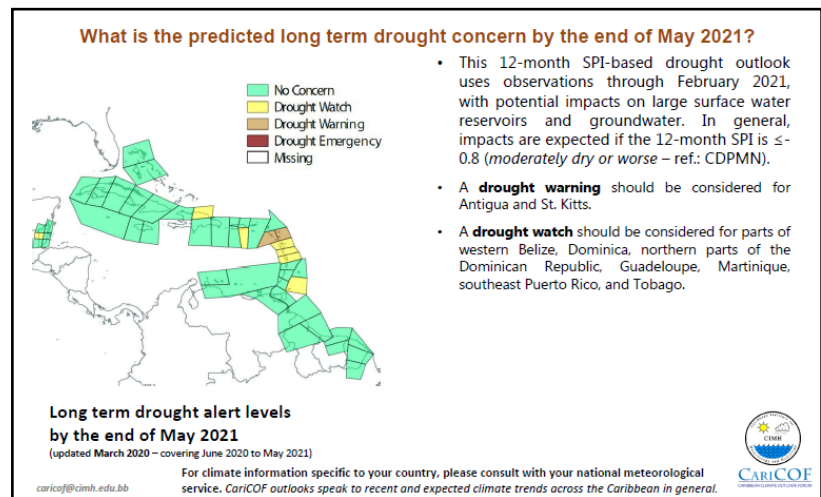 What is the predicted long term drought concern by the end of May 2021?
No Concern
Drought Watch
Drought Warning
Drought Emergency
Missing
• This 12-month SPI-based drought outlook
uses observations through February 2021,
with potential impacts on large surface water
reservoirs and groundwater. In general,
impacts are expected if the 12-month SPI is ≤-
0.8 (moderately dry or worse – ref.: CDPMN).
• A drought warning should be considered for
Antigua and St. Kitts.
• A drought watch should be considered for parts of
western Belize, Dominica, northern parts of the
Dominican Republic, Guadeloupe, Martinique,
southeast Puerto Rico, and Tobago.
Long term drought alert levels
by the end of May 2021
(updated March 2020 – covering June 2020 to May 2021)
For climate information specific to your country, please consult with your national meteorological
service. CariCOF outlooks speak to recent and expected climate trends across the Caribbean in general.
caricof@cimh.edu.bb
CIMH
CARICOF
CARIBBEAN CLIMATE OUTLOOK FORUM